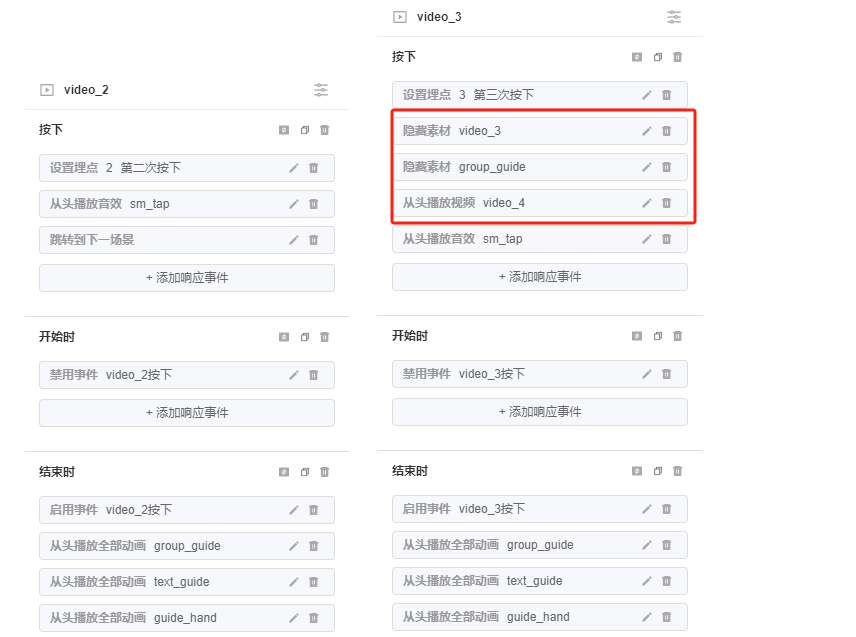 video_2
按下
设置埋点 2 第二次按下
从头播放音效 sm_tap
跳转到下一场景
+ 添加响应事件
开始时
禁用事件 video_2按下
+ 添加响应事件
结束时
启用事件 video_2按下
从头播放全部动画 group_guide
从头播放全部动画 text_guide
从头播放全部动画 guide_hand
video_3
按下
设置埋点 3 第三次按下
隐藏素材 video_3
隐藏素材 group_guide
从头播放视频 video_4
从头播放音效 sm_tap
+ 添加响应事件
开始时
禁用事件 video_3按下
+ 添加响应事件
结束时
启用事件 video_3按下
从头播放全部动画 group_guide
从头播放全部动画 text_guide
从头播放全部动画 guide_hand